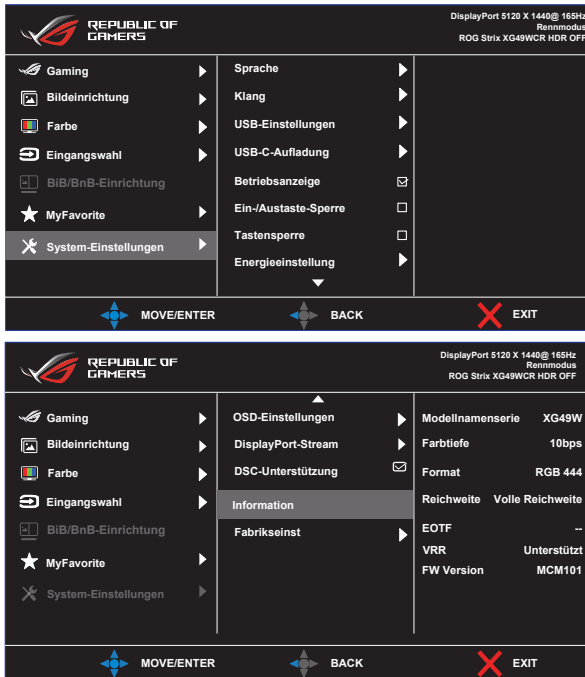 REPUBLIC OF
GAMERS
DisplayPort 5120 X 1440@ 165Hz
Rennmodus
ROG Strix XG49WCR HDR OFF
Gaming
Bildeinrichtung
Farbe
Eingangswahl
BiB/BnB-Einrichtung
MyFavorite
System-Einstellungen
Sprache
Klang
USB-Einstellungen
USB-C-Aufladung
Betriebsanzeige
Ein-/Austaste-Sperre
Tastensperre
Energieeinstellung
MOVE/ENTER
BACK
EXIT
REPUBLIC OF
GAMERS
DisplayPort 5120 X 1440@ 165Hz
Rennmodus
ROG Strix XG49WCR HDR OFF
Gaming
Bildeinrichtung
Farbe
Eingangswahl
BiB/BnB-Einrichtung
MyFavorite
System-Einstellungen
OSD-Einstellungen
DisplayPort-Stream
DSC-Unterstützung
Information
Fabrikseinst
Modellnamenserie XG49W
Farbtiefe 10bps
Format RGB 444
Reichweite Volle Reichweite
EOTF --
VRR Unterstützt
FW Version MCM101
MOVE/ENTER
BACK
EXIT